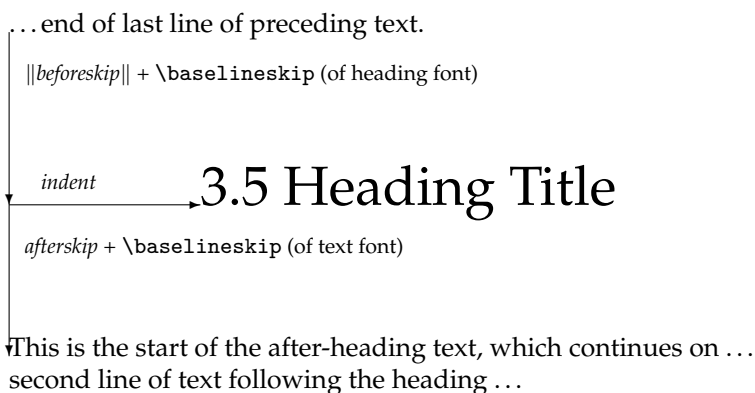 ...end of last line of preceding text.
‖beforeskip‖ + \baselineskip (of heading font)
indent
3.5 Heading Title
afterskip + \baselineskip (of text font)
This is the start of the after-heading text, which continues on ...
second line of text following the heading ...